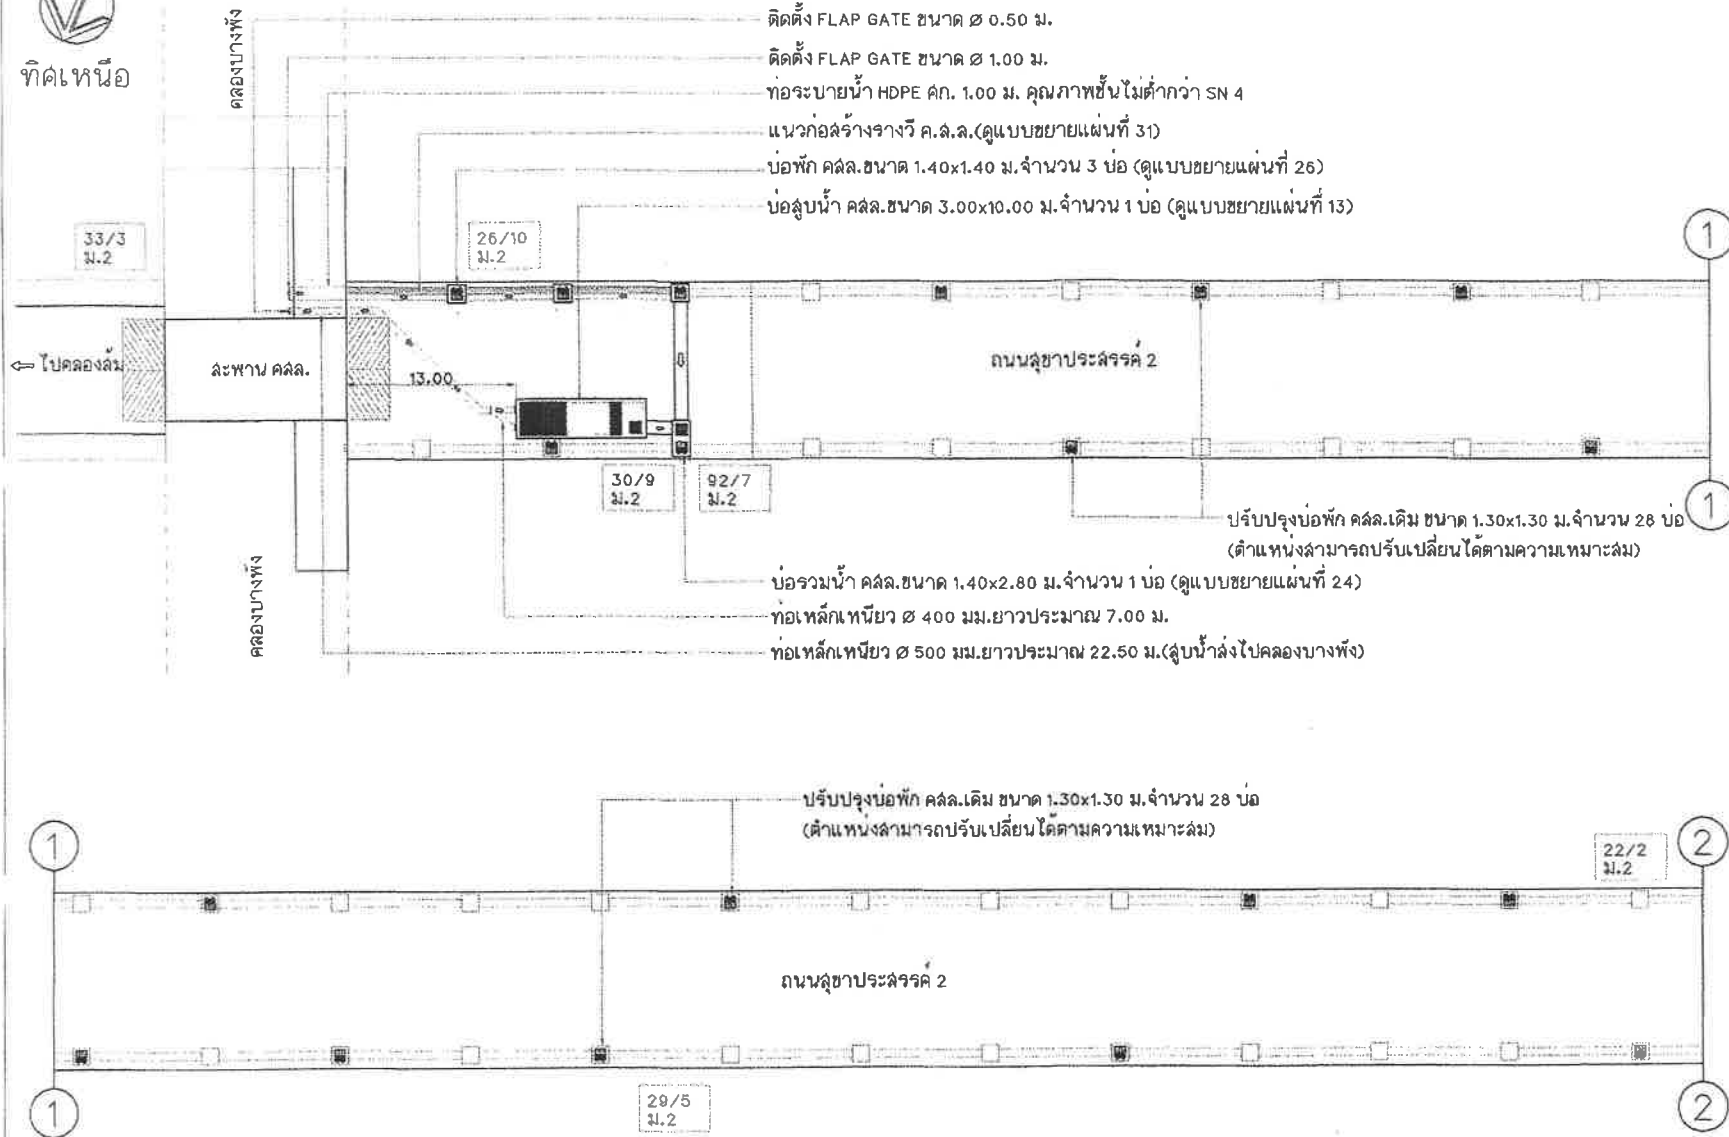 ทิศเหนือ
คลองบางพัง
ติดตั้ง FLAP GATE ขนาด Ø 0.50 ม.
ติดตั้ง FLAP GATE ขนาด Ø 1.00 ม.
ท่อระบายน้ำ HDPE ศก. 1.00 ม. คุณภาพชั้นไม่ต่ำกว่า SN 4
แนวก่อสร้างรางวี ค.ส.ล.(ดูแบบขยายแผ่นที่ 31)
บ่อพัก คสล.ขนาด 1.40x1.40 ม.จำนวน 3 บ่อ (ดูแบบขยายแผ่นที่ 26)
บ่อสูบน้ำ คสล.ขนาด 3.00x10.00 ม.จำนวน 1 บ่อ (ดูแบบขยายแผ่นที่ 13)
33/3
ม.2
26/10
ม.2
1
⇦ ไปคลองส้ม
สะพาน คสล.
13.00
ถนนสุขาประสรรค์ 2
30/9
ม.2
92/7
ม.2
1
ปรับปรุงบ่อพัก คสล.เดิม ขนาด 1.30x1.30 ม.จำนวน 28 บ่อ
(ตำแหน่งสามารถปรับเปลี่ยนได้ตามความเหมาะสม)
คลองบางพัง
บ่อรวมน้ำ คสล.ขนาด 1.40x2.80 ม.จำนวน 1 บ่อ (ดูแบบขยายแผ่นที่ 24)
ท่อเหล็กเหนียว Ø 400 มม.ยาวประมาณ 7.00 ม.
ท่อเหล็กเหนียว Ø 500 มม.ยาวประมาณ 22.50 ม.(สูบน้ำส่งไปคลองบางพัง)
ปรับปรุงบ่อพัก คสล.เดิม ขนาด 1.30x1.30 ม.จำนวน 28 บ่อ
(ตำแหน่งสามารถปรับเปลี่ยนได้ตามความเหมาะสม)
1
22/2
ม.2
2
ถนนสุขาประสรรค์ 2
1
29/5
ม.2
2